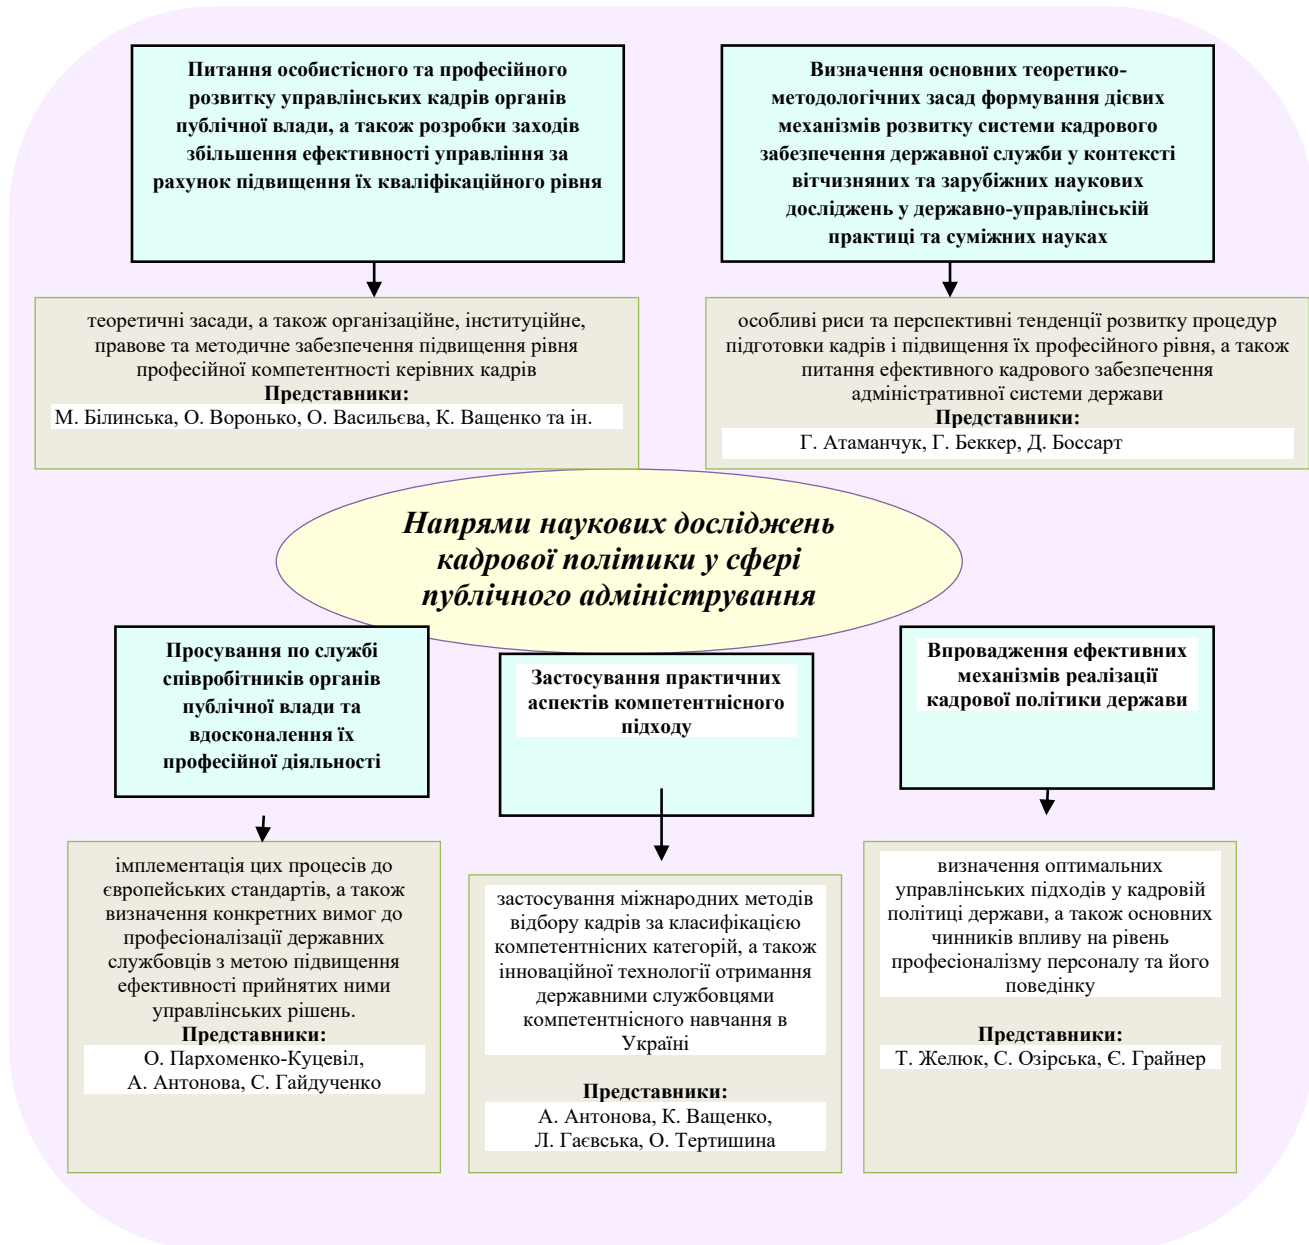 Питання особистісного та професійного
розвитку управлінських кадрів органів
публічної влади, а також розробки заходів
збільшення ефективності управління за
рахунок підвищення їх кваліфікаційного рівня
теоретичні засади, а також організаційне, інституційне,
правове та методичне забезпечення підвищення рівня
професійної компетентності керівних кадрів
Представники:
М. Білинська, О. Воронько, О. Васильєва, К. Ващенко та ін.
Визначення основних теоретико-
методологічних засад формування дієвих
механізмів розвитку системи кадрового
забезпечення державної служби у контексті
вітчизняних та зарубіжних наукових
досліджень у державно-управлінській
практиці та суміжних науках
особливі риси та перспективні тенденції розвитку процедур
підготовки кадрів і підвищення їх професійного рівня, а також
питання ефективного кадрового забезпечення
адміністративної системи держави
Представники:
Г. Атаманчук, Г. Беккер, Д. Боссарт
Напрями наукових досліджень
кадрової політики у сфері
публічного адміністрування
Просування по службі
співробітників органів
публічної влади та
вдосконалення їх
професійної діяльності
імплементація цих процесів до
європейських стандартів, а також
визначення конкретних вимог до
професіоналізації державних
службовців з метою підвищення
ефективності прийнятих ними
управлінських рішень.
Представники:
О. Пархоменко-Куцевіл,
А. Антонова, С. Гайдученко
Застосування практичних
аспектів компетентнісного
підходу
застосування міжнародних методів
відбору кадрів за класифікацією
компетентнісних категорій, а також
інноваційної технології отримання
державними службовцями
компетентнісного навчання в
Україні
Представники:
А. Антонова, К. Ващенко,
Л. Гаєвська, О. Тертишина
Впровадження ефективних
механізмів реалізації
кадрової політики держави
визначення оптимальних
управлінських підходів у кадровій
політиці держави, а також основних
чинників впливу на рівень
професіоналізму персоналу та його
поведінку
Представники:
Т. Желюк, С. Озірська, Є. Грайнер